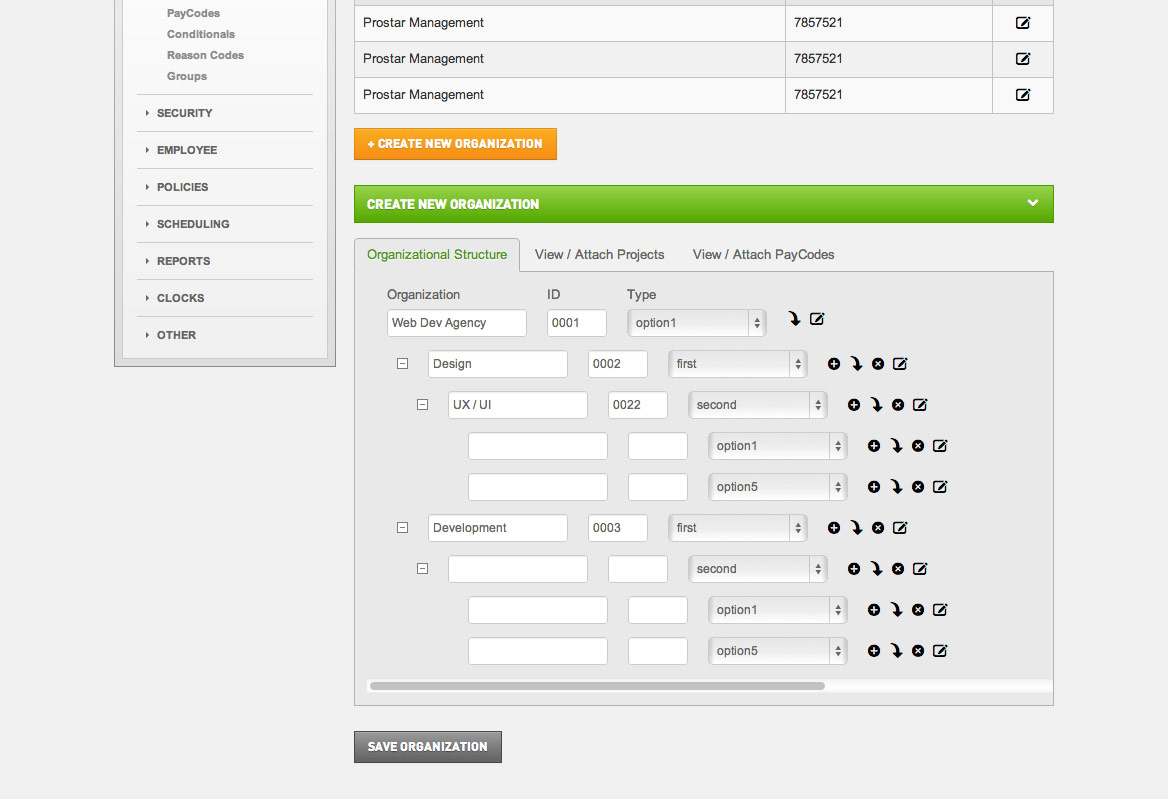 PayCodes
Conditionals
Reason Codes
Groups
SECURITY
EMPLOYEE
POLICIES
SCHEDULING
REPORTS
CLOCKS
OTHER
Prostar Management 7857521
Prostar Management 7857521
Prostar Management 7857521
+ CREATE NEW ORGANIZATION
CREATE NEW ORGANIZATION
Organizational Structure View / Attach Projects View / Attach PayCodes
Organization ID Type
Web Dev Agency 0001 option1
Design 0002 first
UX / UI 0022 second
option1
option5
Development 0003 first
second
option1
option5
SAVE ORGANIZATION